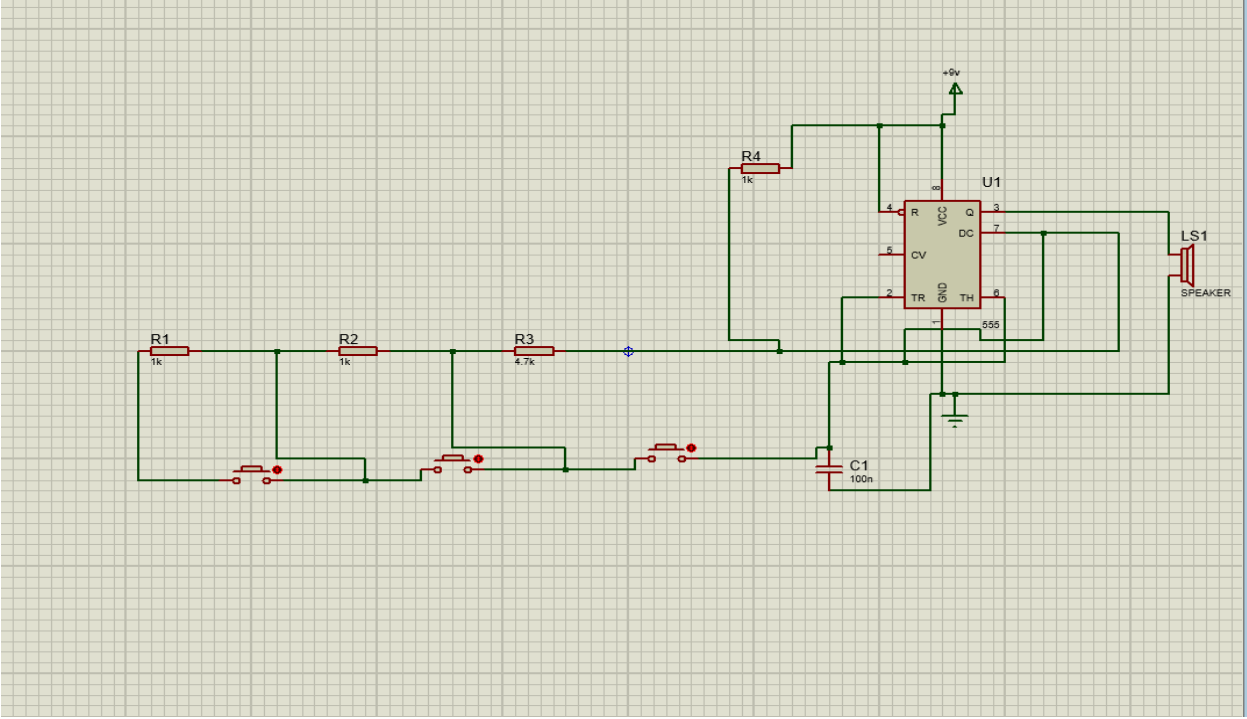 +9v
R4
1k
U1
8
4
R
VCC
Q
3
DC
7
5
CV
LS1
SPEAKER
2
TR
GND
TH
6
1
555
R1
1k
R2
1k
R3
4.7k
C1
100n